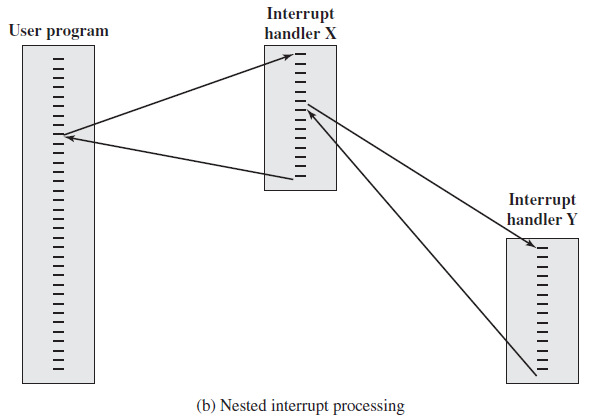 User program
Interrupt
handler X
Interrupt
handler Y
(b) Nested interrupt processing